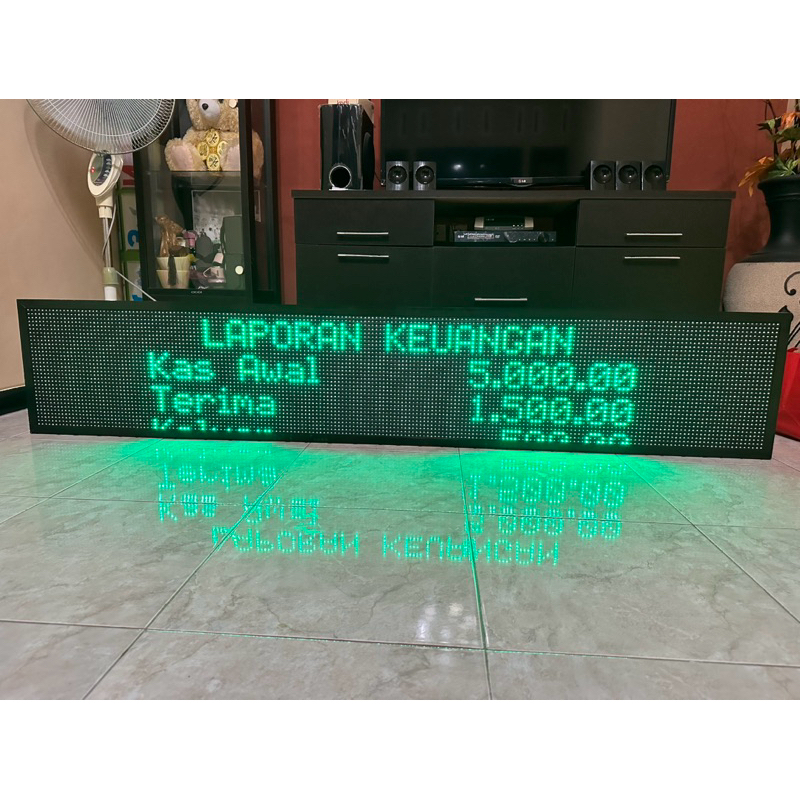 LAPORAN KEUANGAN
Kas Awal 5.000.00
Terima 1.500.00